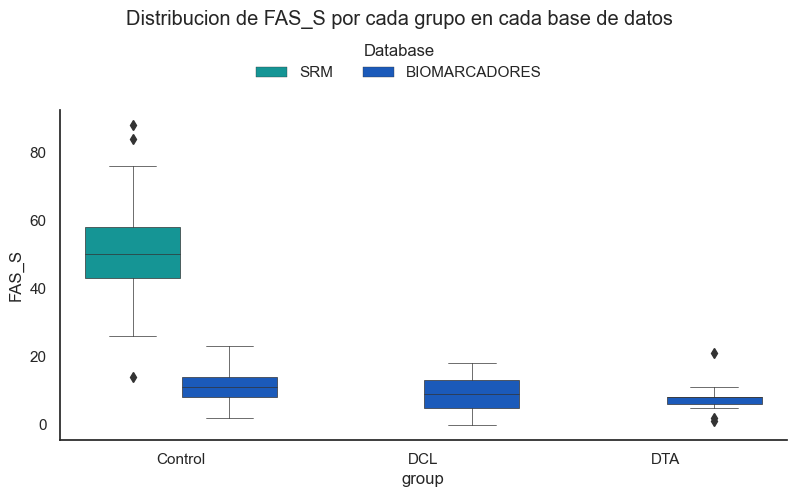 Distribucion de FAS_S por cada grupo en cada base de datos
Database
SRM BIOMARCADORES
80
60
40
20
0
FAS_S
Control DCL DTA
group